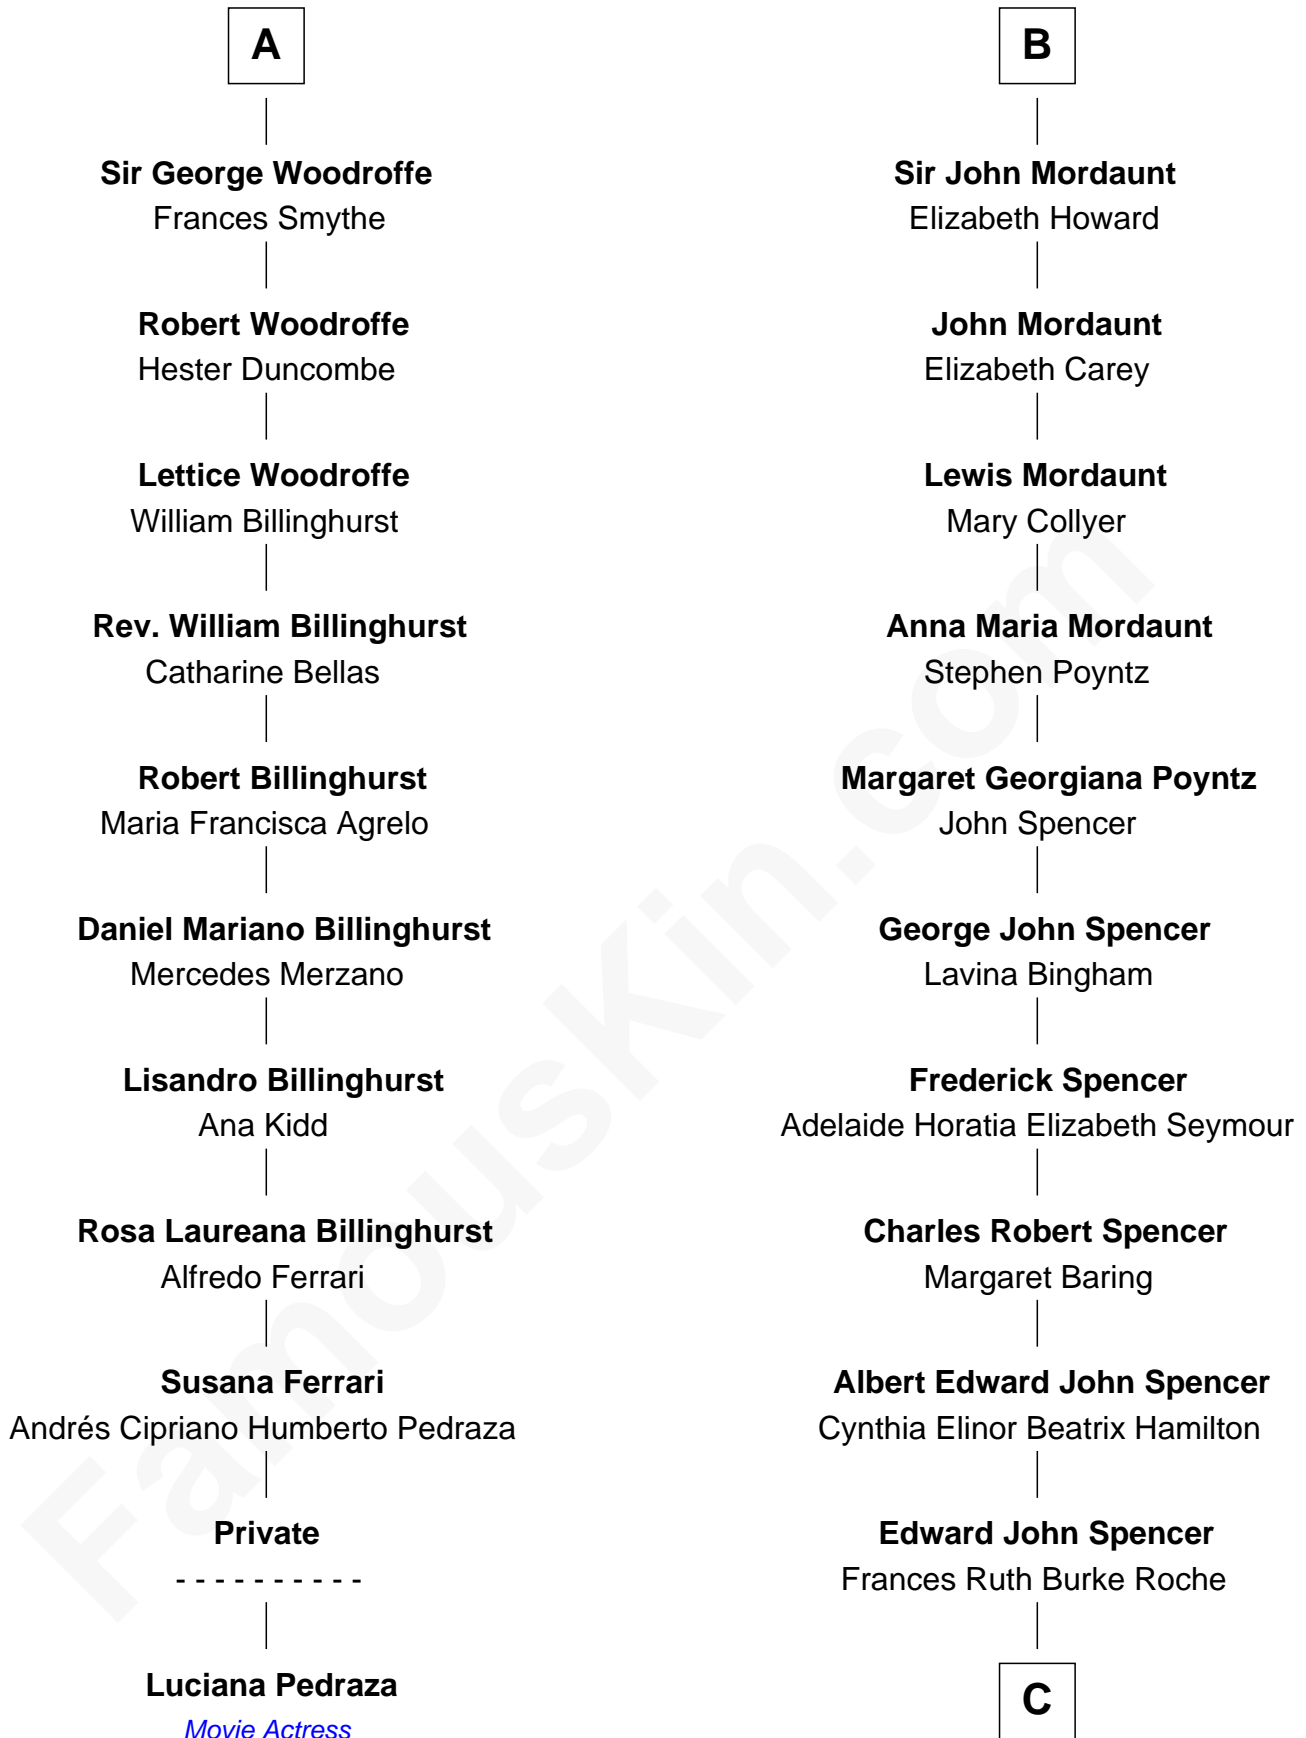 A
Sir George Woodroffe
Frances Smythe
Robert Woodroffe
Hester Duncombe
Lettice Woodroffe
William Billinghurst
Rev. William Billinghurst
Catharine Bellas
Robert Billinghurst
Maria Francisca Agrelo
Daniel Mariano Billinghurst
Mercedes Merzano
Lisandro Billinghurst
Ana Kidd
Rosa Laureana Billinghurst
Alfredo Ferrari
Susana Ferrari
Andrés Cipriano Humberto Pedraza
Private
- - - - - - - - - -
Luciana Pedraza
Movie Actress
B
Sir John Mordaunt
Elizabeth Howard
John Mordaunt
Elizabeth Carey
Lewis Mordaunt
Mary Collyer
Anna Maria Mordaunt
Stephen Poyntz
Margaret Georgiana Poyntz
John Spencer
George John Spencer
Lavina Bingham
Frederick Spencer
Adelaide Horatia Elizabeth Seymour
Charles Robert Spencer
Margaret Baring
Albert Edward John Spencer
Cynthia Elinor Beatrix Hamilton
Edward John Spencer
Frances Ruth Burke Roche
C
FamousKin.com